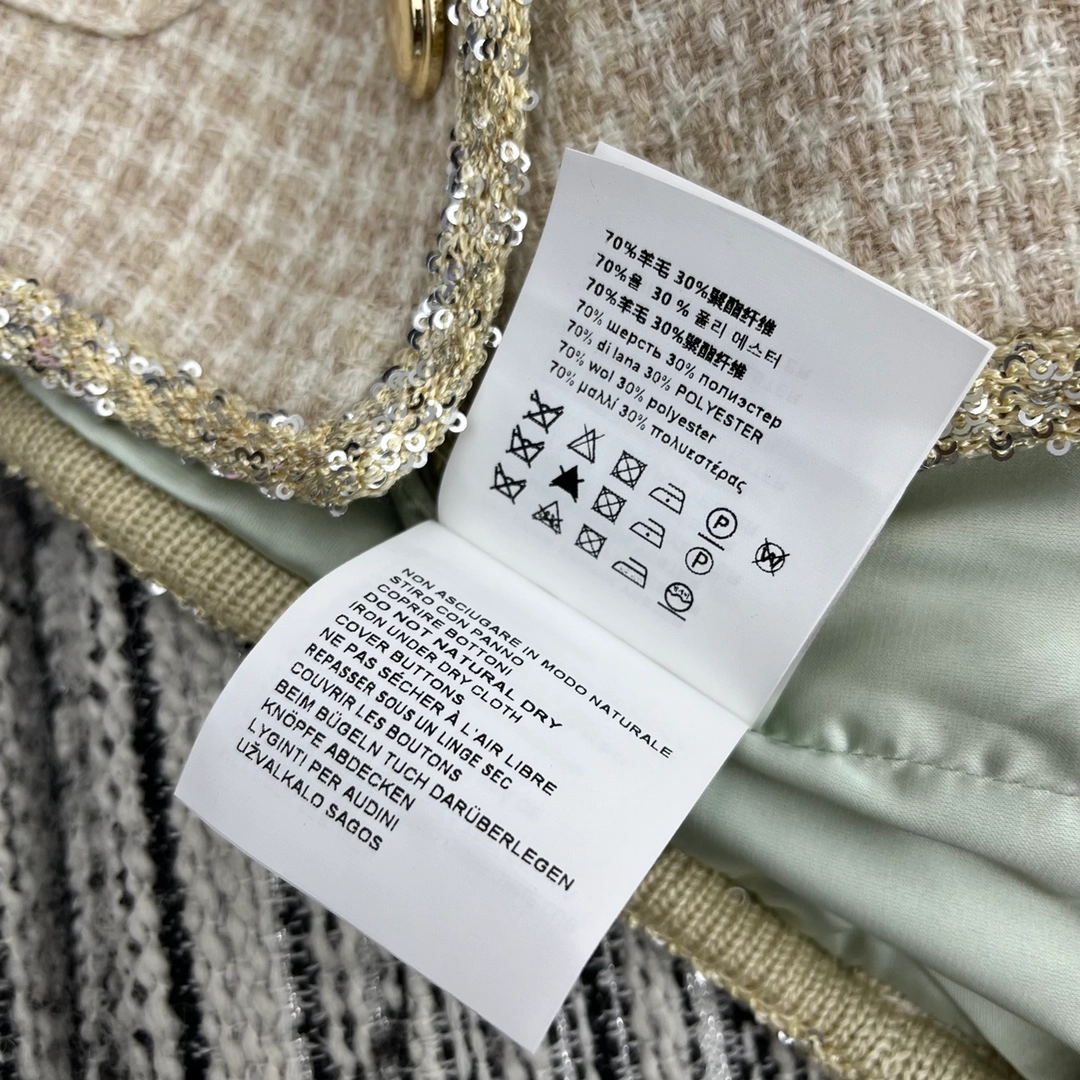 70%羊毛 30%聚酯纤维
70%울 30 % 폴리 에스터
70%羊毛 30%聚酯纤维
70% шерсть 30% полиэстер
70% di lana 30% POLYESTER
70% wol 30% polyester
70% μαλλί 30% πολυεστέρας
P W
P
NON ASCIUGARE IN MODO NATURALE
STIRO CON PANNO
COPRIRE BOTTONI
DO NOT NATURAL DRY
IRON UNDER DRY CLOTH
COVER BUTTONS
NE PAS SÉCHER À L'AIR LIBRE
REPASSER SOUS UN LINGE SEC
COUVRIR LES BOUTONS
BEIM BÜGELN TUCH DARÜBERLEGEN
KNÖPFE ABDECKEN
LYGINTI PER AUDINI
UŽVALKALO SAGOS